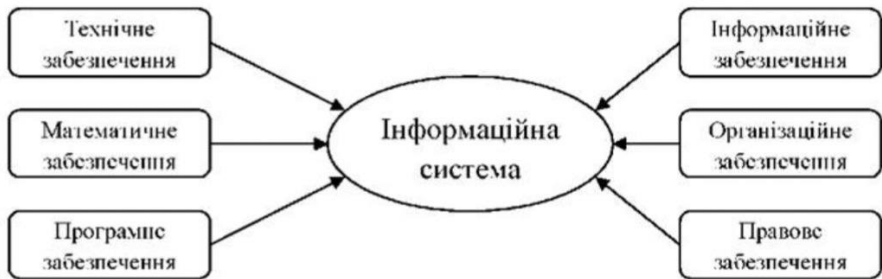 Технічне
забезпечення
Математичне
забезпечення
Програмне
забезпечення
Інформаційна
система
Інформаційне
забезпечення
Організаційне
забезпечення
Правове
забезпечення